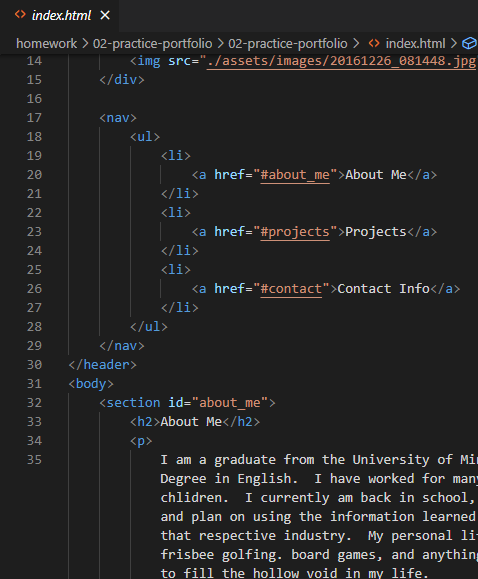 <> index.html ×
homework > 02-practice-portfolio > 02-practice-portfolio > <> index.html >
14 <img src="./assets/images/20161226_081448.jpg
15 </div>
16
17 <nav>
18 <ul>
19 <li>
20 <a href="#about_me">About Me</a>
21 </li>
22 <li>
23 <a href="#projects">Projects</a>
24 </li>
25 <li>
26 <a href="#contact">Contact Info</a>
27 </li>
28 </ul>
29 </nav>
30 </header>
31 <body>
32 <section id="about_me">
33 <h2>About Me</h2>
34 <p>
35 I am a graduate from the University of Mi
Degree in English. I have worked for many
chlidren. I currently am back in school,
and plan on using the information learned
that respective industry. My personal li
frisbee golfing. board games, and anything
to fill the hollow void in my life.